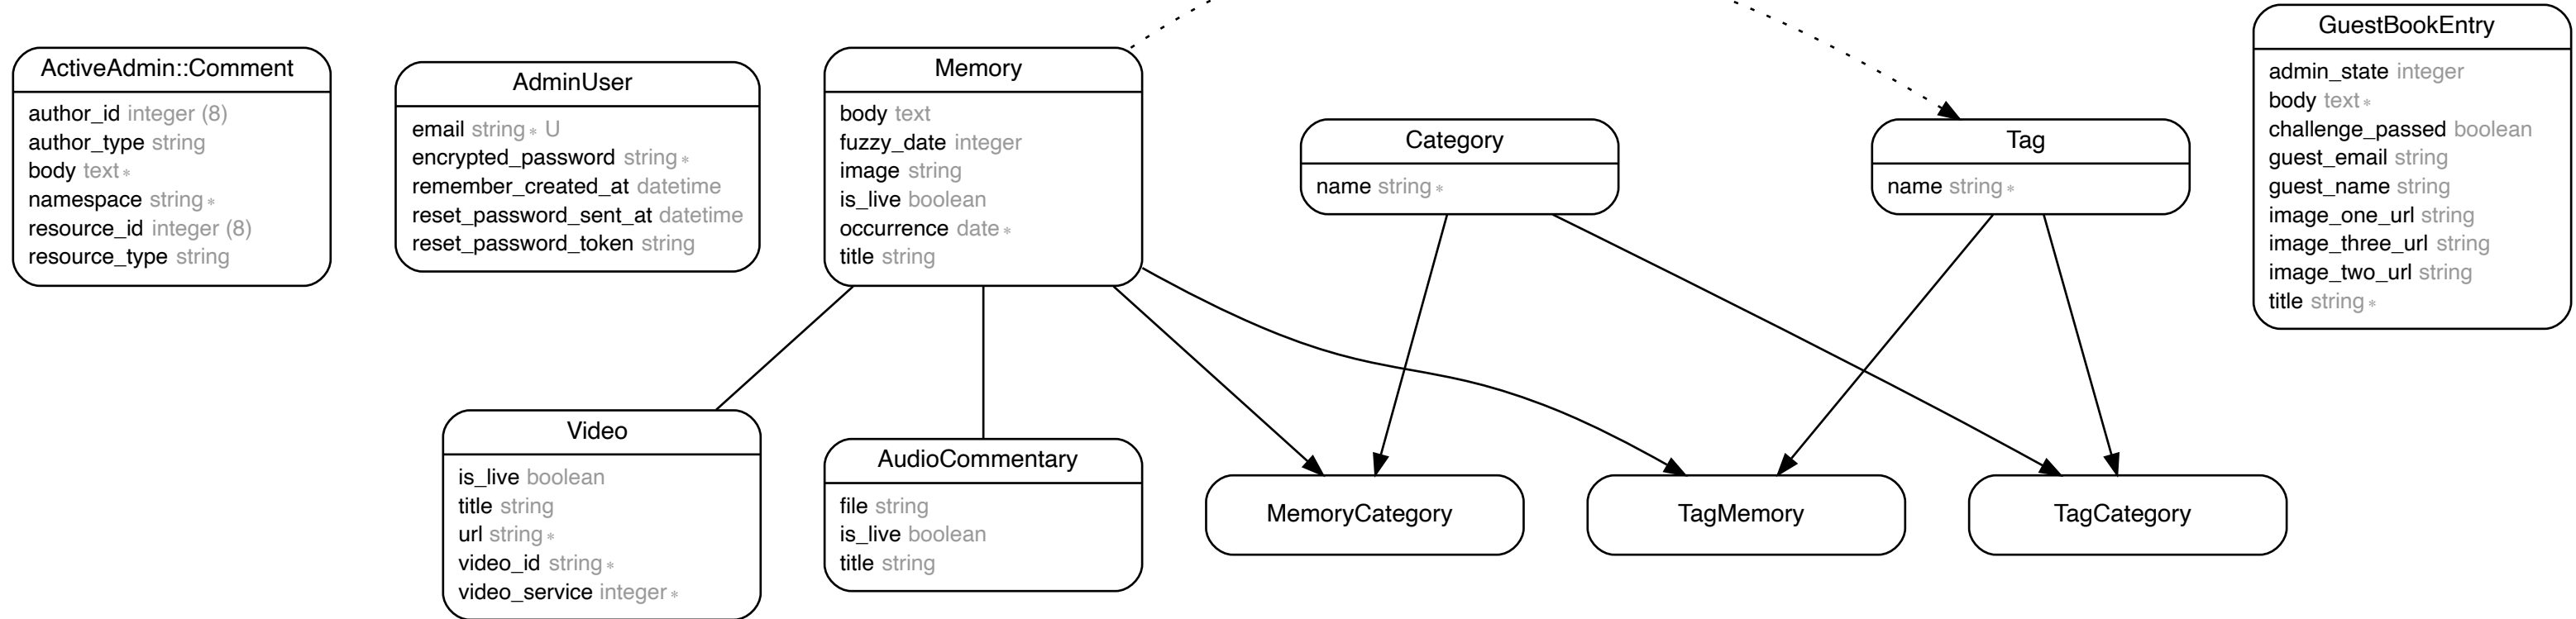 ActiveAdmin::Comment
author_id integer (8)
author_type string
body text *
namespace string *
resource_id integer (8)
resource_type string
AdminUser
email string * U
encrypted_password string *
remember_created_at datetime
reset_password_sent_at datetime
reset_password_token string
Memory
body text
fuzzy_date integer
image string
is_live boolean
occurrence date *
title string
Category
name string *
Tag
name string *
GuestBookEntry
admin_state integer
body text *
challenge_passed boolean
guest_email string
guest_name string
image_one_url string
image_three_url string
image_two_url string
title string *
Video
is_live boolean
title string
url string *
video_id string *
video_service integer *
AudioCommentary
file string
is_live boolean
title string
MemoryCategory
TagMemory
TagCategory